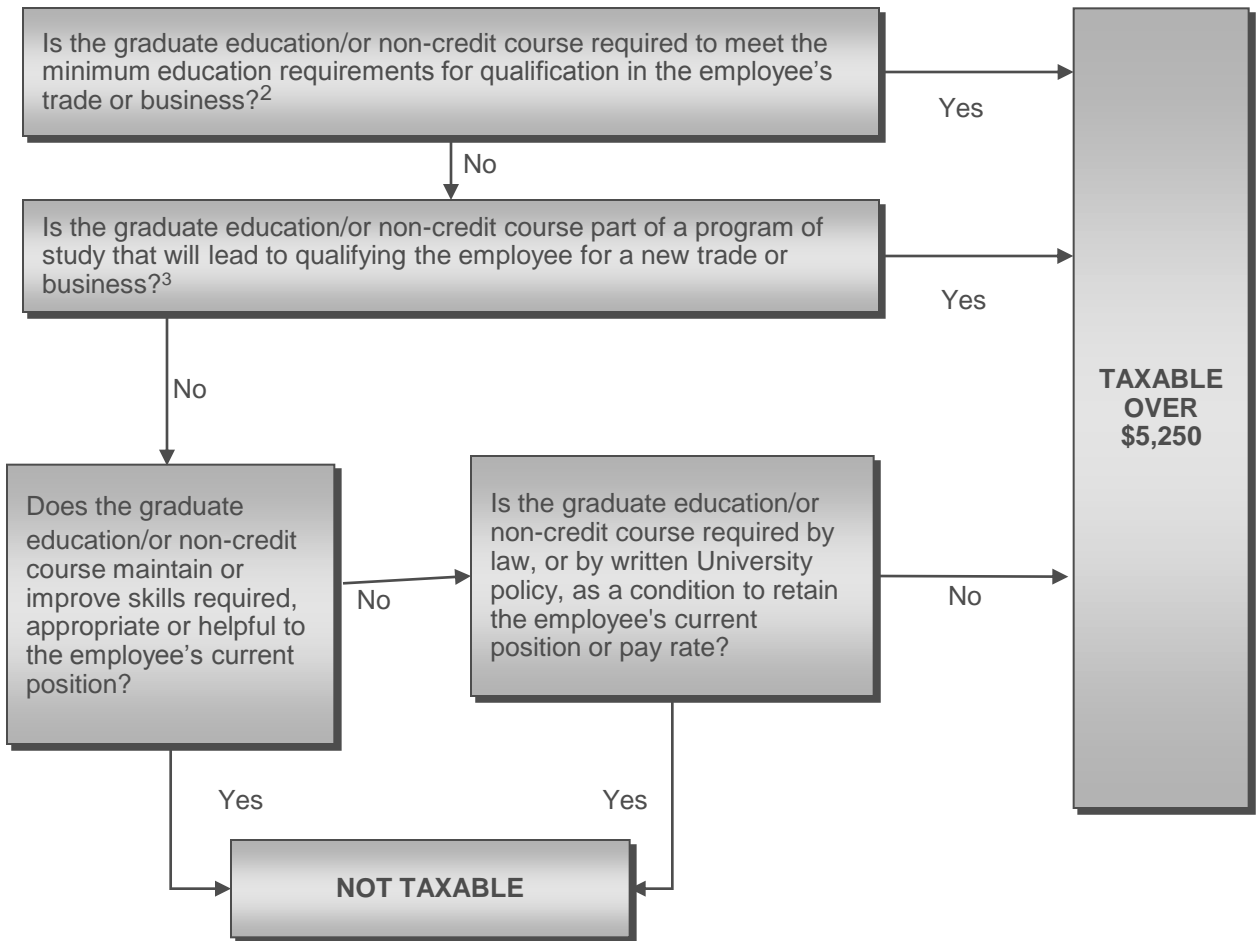 Is the graduate education/or non-credit course required to meet the
minimum education requirements for qualification in the employee’s
trade or business?2
Yes
No
Is the graduate education/or non-credit course part of a program of
study that will lead to qualifying the employee for a new trade or
business?3
Yes
No
TAXABLE
OVER
$5,250
Does the graduate
education/or non-credit
course maintain or
improve skills required,
appropriate or helpful to
the employee’s current
position?
No
Is the graduate education/or
non-credit course required by
law, or by written University
policy, as a condition to retain
the employee's current
position or pay rate?
No
Yes
Yes
NOT TAXABLE